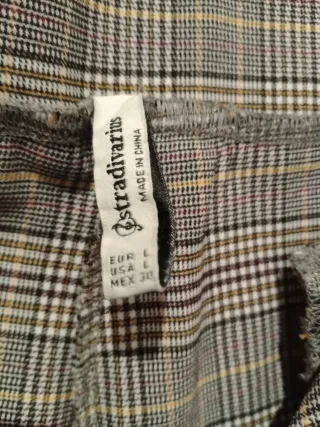 stradivarius
MADE IN CHINA
EUR L
USA L
MEX 30